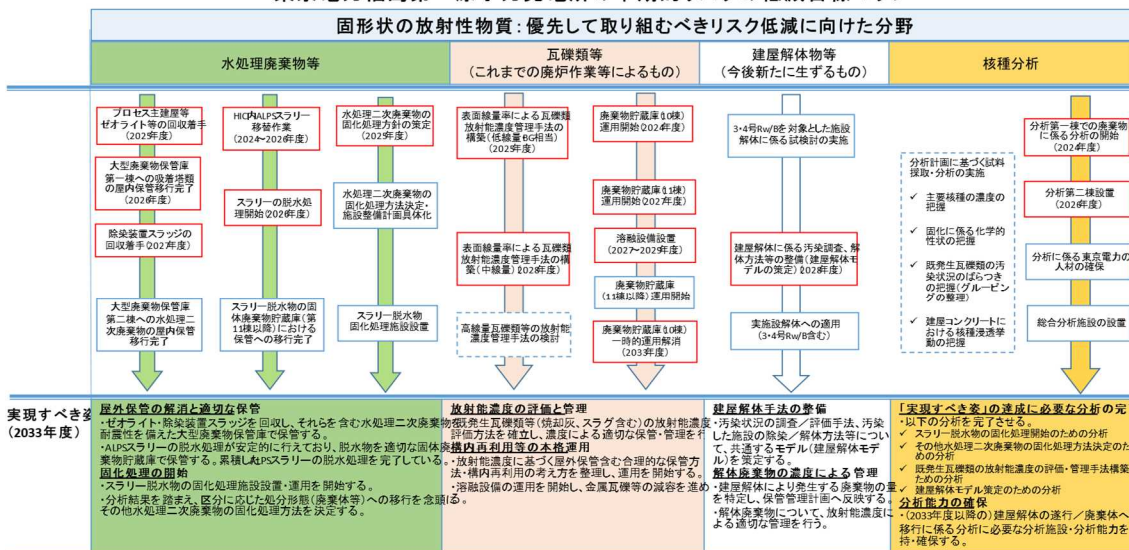 固形状の放射性物質：優先して取り組むべきリスク低減に向けた分野
水処理廃棄物等
瓦礫類等
（これまでの廃炉作業等によるもの）
建屋解体物等
（今後新たに生ずるもの）
核種分析
プロセス主建屋等
ゼオライト等の回収着手
（2025年度）
大型廃棄物保管庫
第一棟への吸着塔類
の屋内保管移行完了
（2026年度）
除染装置スラッジの
回収着手（2027年度）
大型廃棄物保管庫
第二棟への水処理二
次廃棄物の屋内保管
移行完了
HIC内ALPSスラリー
移替作業
（2024～2026年度）
スラリーの脱水処
理開始（2026年度）
スラリー脱水物の固
体廃棄物貯蔵庫（第
11棟以降）における
保管への移行完了
水処理二次廃棄物の
固化処理方針の策定
（2025年度）
水処理二次廃棄物の
固化処理方法決定・
施設整備計画具体化
スラリー脱水物
固化処理施設設置
表面線量率による瓦礫類
放射能濃度管理手法の
構築（低線量BG相当）
（2025年度）
表面線量率による瓦礫類
放射能濃度管理手法の構
築（中線量）（2028年度）
高線量瓦礫類等の放射能
濃度管理手法の検討
廃棄物貯蔵庫（10棟）
運用開始（2024年度）
廃棄物貯蔵庫（11棟）
運用開始（2027年度）
溶融設備設置
（2027～2029年度）
廃棄物貯蔵庫
（11棟以降）運用開始
廃棄物貯蔵庫（10棟）
一時的運用解消
（2033年度）
3・4号Rw/Bを対象とした施設
解体に係る試検討の実施
建屋解体に係る汚染調査、解
体方法等の整備（建屋解体モ
デルの策定）（2028年度）
実施設解体への適用
（3・4号Rw/B含む）
分析計画に基づく試料
採取・分析の実施
✓ 主要核種の濃度の
把握
✓ 固化に係る化学的
性状の把握
✓ 既発生瓦礫類の汚
染状況のばらつき
の把握（グルーピン
グの整理）
✓ 建屋コンクリートに
おける核種浸透挙
動の把握
分析第一棟での廃棄物
に係る分析の開始
（2024年度）
分析第二棟設置
（2026年度）
分析に係る東京電力の
人材の確保
総合分析施設の設置
実現すべき姿
（2033年度）
屋外保管の解消と適切な保管
・ゼオライト・除染装置スラッジを回収し、それらを含む水処理二次廃棄物を
耐震性を備えた大型廃棄物保管庫で保管する。
・ALPSスラリーの脱水処理が安定的に行えており、脱水物を適切な固体廃
棄物貯蔵庫で保管する。累積したALPSスラリーの脱水処理を完了している。
固化処理の開始
・スラリー脱水物の固化処理施設設置・運用を開始する。
・分析結果を踏まえ、区分に応じた処分形態（廃棄体等）への移行を念頭に
その他水処理二次廃棄物の固化処理方法を決定する。
放射能濃度の評価と管理
・既発生瓦礫等（焼却灰、スラグ含む）の放射能濃度
評価方法を確立し、濃度による適切な保管・管理を行
構内再利用等の本格運用
・放射能濃度に基づく屋外保管含む合理的な保管方
法・構内再利用の考え方を整理し、運用を開始する。
・溶融設備の運用を開始し、金属瓦礫等の減容を進め
る。
建屋解体手法の整備
・汚染状況の調査／評価手法、汚染
した施設の除染／解体方法等につい
て、共通するモデル（建屋解体モデ
ル）を策定する。
解体廃棄物の濃度による管理
・建屋解体により発生する廃棄物の量
を特定し、保管管理計画へ反映する。
・解体廃棄物について、放射能濃度に
よる適切な管理を行う。
「実現すべき姿」の達成に必要な分析の完
・以下の分析を完了させる。
✓ スラリー脱水物の固化処理開始のための分析
✓ その他水処理二次廃棄物の固化処理方法決定のた
めの分析
✓ 既発生瓦礫類の放射能濃度の評価・管理手法構築
ための分析
✓ 建屋解体モデル策定のための分析
分析能力の確保
・（2033年度以降の）建屋解体の遂行／廃棄体へ
移行に係る分析に必要な分析施設・分析能力を
持・確保する。